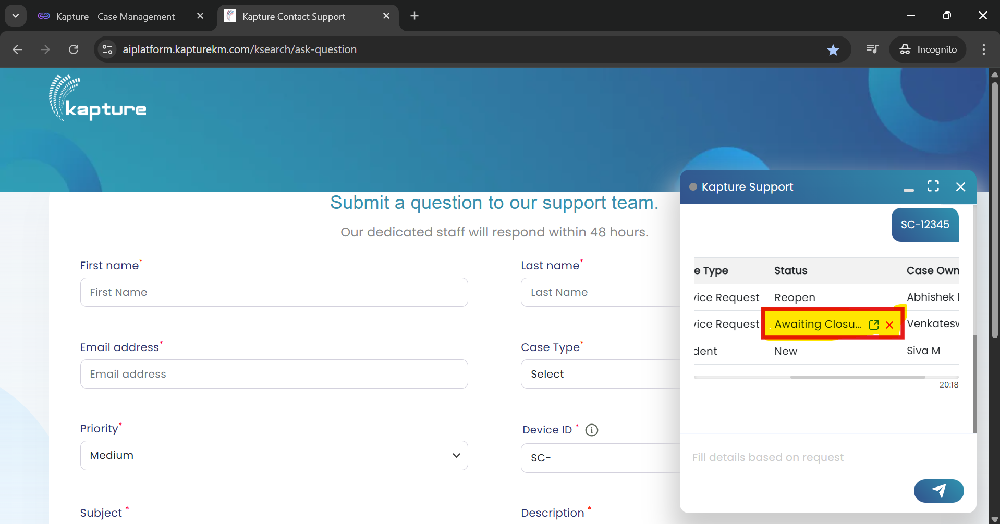 Kapture - Case Management
Kapture Contact Support
aiplatform.kapturekm.com/ksearch/ask-question
Incognito
kapture
Submit a question to our support team.
Our dedicated staff will respond within 48 hours.
First name*
Last name*
First Name
Last Name
Email address*
Case Type*
Email address
Select
Priority*
Device ID *
Medium
SC-
Subject *
Description *
Kapture Support
SC-12345
e Type
Status
Case Own
vice Request
Reopen
Abhishek
vice Request
Awaiting Closu...
Venkatesw
dent
New
Siva M
20:18
Fill details based on request